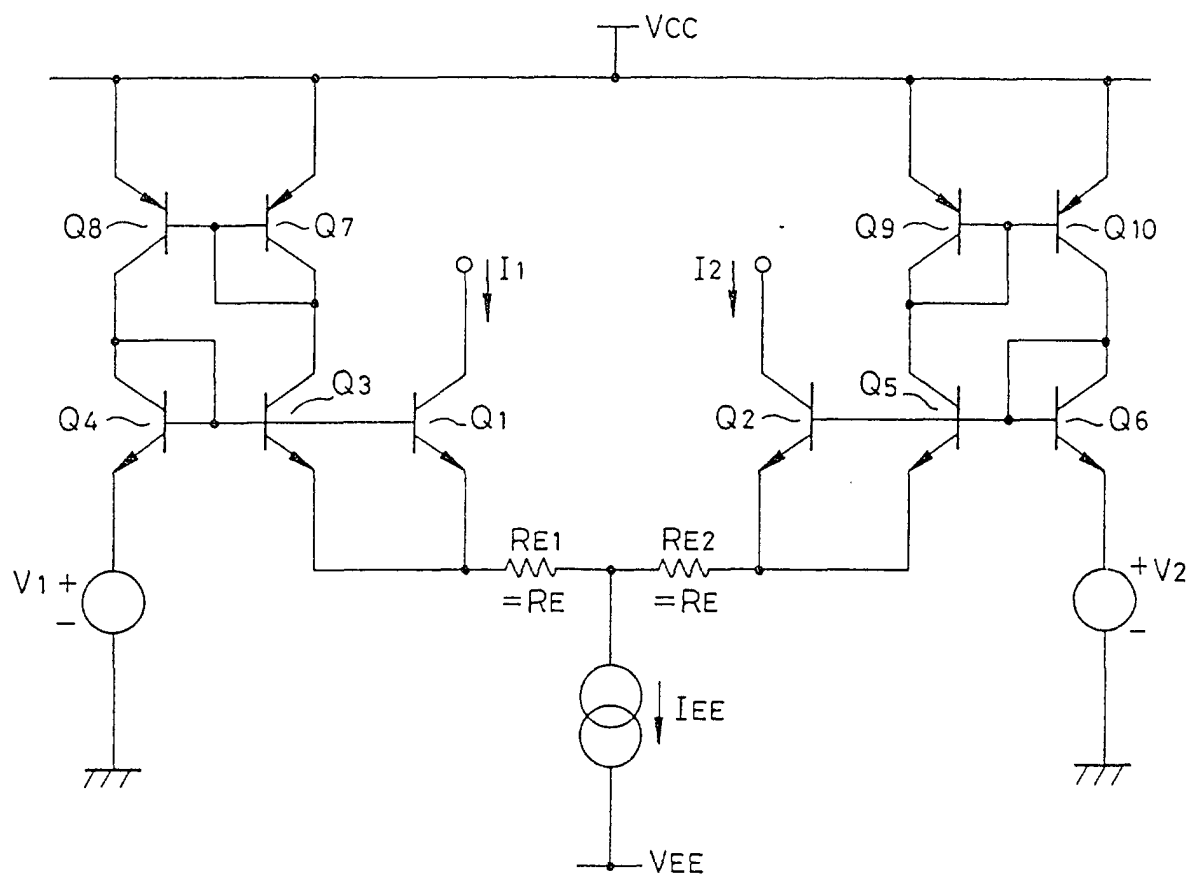 VCC
Q8
Q7
Q9
Q10
I1
I2
Q4
Q3
Q1
Q2
Q5
Q6
RE1
=RE
RE2
=RE
V1 + -
+ V2 -
IEE
VEE